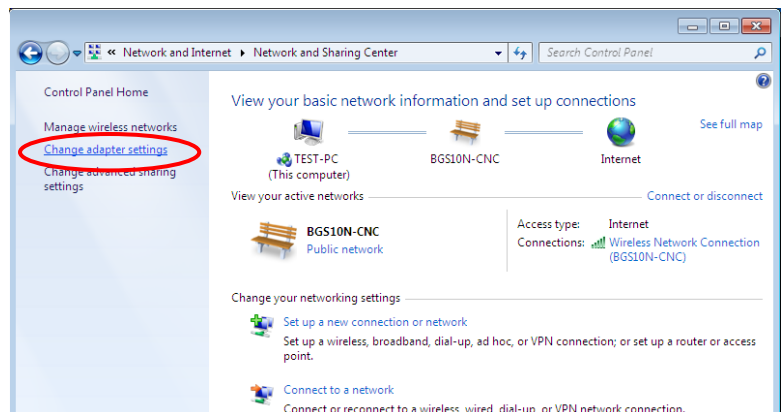 « Network and Internet ▸ Network and Sharing Center
Search Control Panel
Control Panel Home
Manage wireless networks
Change adapter settings
Change advanced sharing
settings
View your basic network information and set up connections
See full map
TEST-PC
(This computer)
BGS10N-CNC
Internet
View your active networks
Connect or disconnect
BGS10N-CNC
Public network
Access type: Internet
Connections: Wireless Network Connection
(BGS10N-CNC)
Change your networking settings
Set up a new connection or network
Set up a wireless, broadband, dial-up, ad hoc, or VPN connection; or set up a router or access
point.
Connect to a network
Connect or reconnect to a wireless, wired, dial-up, or VPN network connection.